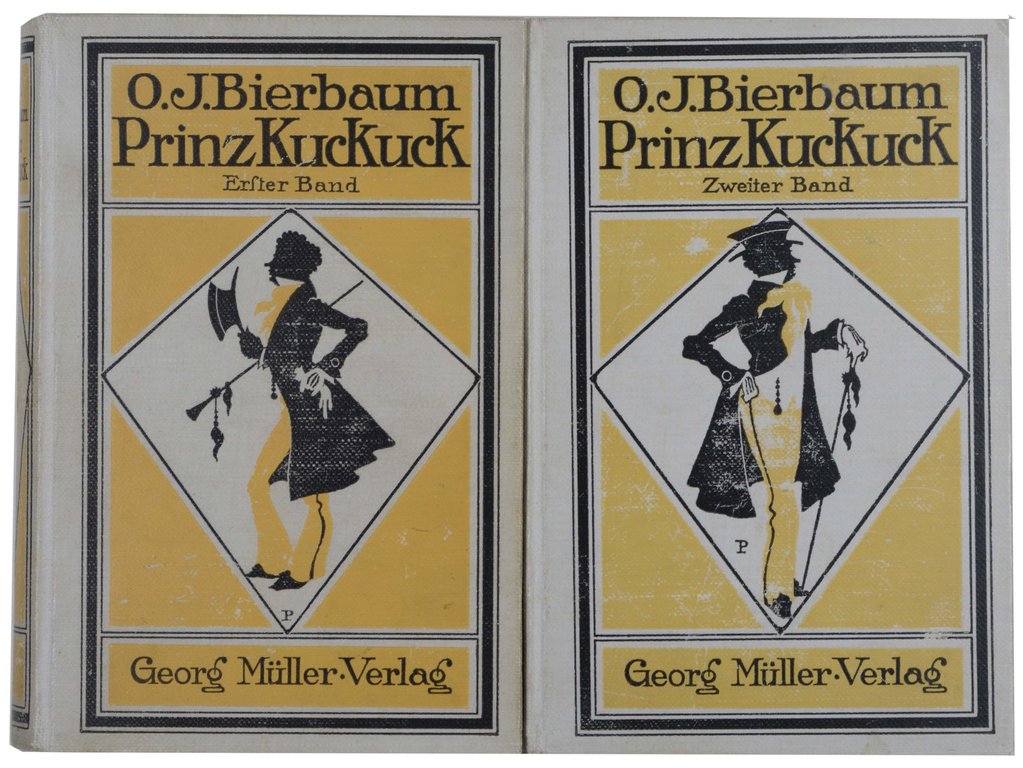 O.J.Bierbaum
Prinz Kuckuck
Erſter Band
P
Georg Müller·Verlag
O.J.Bierbaum
Prinz Kuckuck
Zweiter Band
P
Georg Müller·Verlag